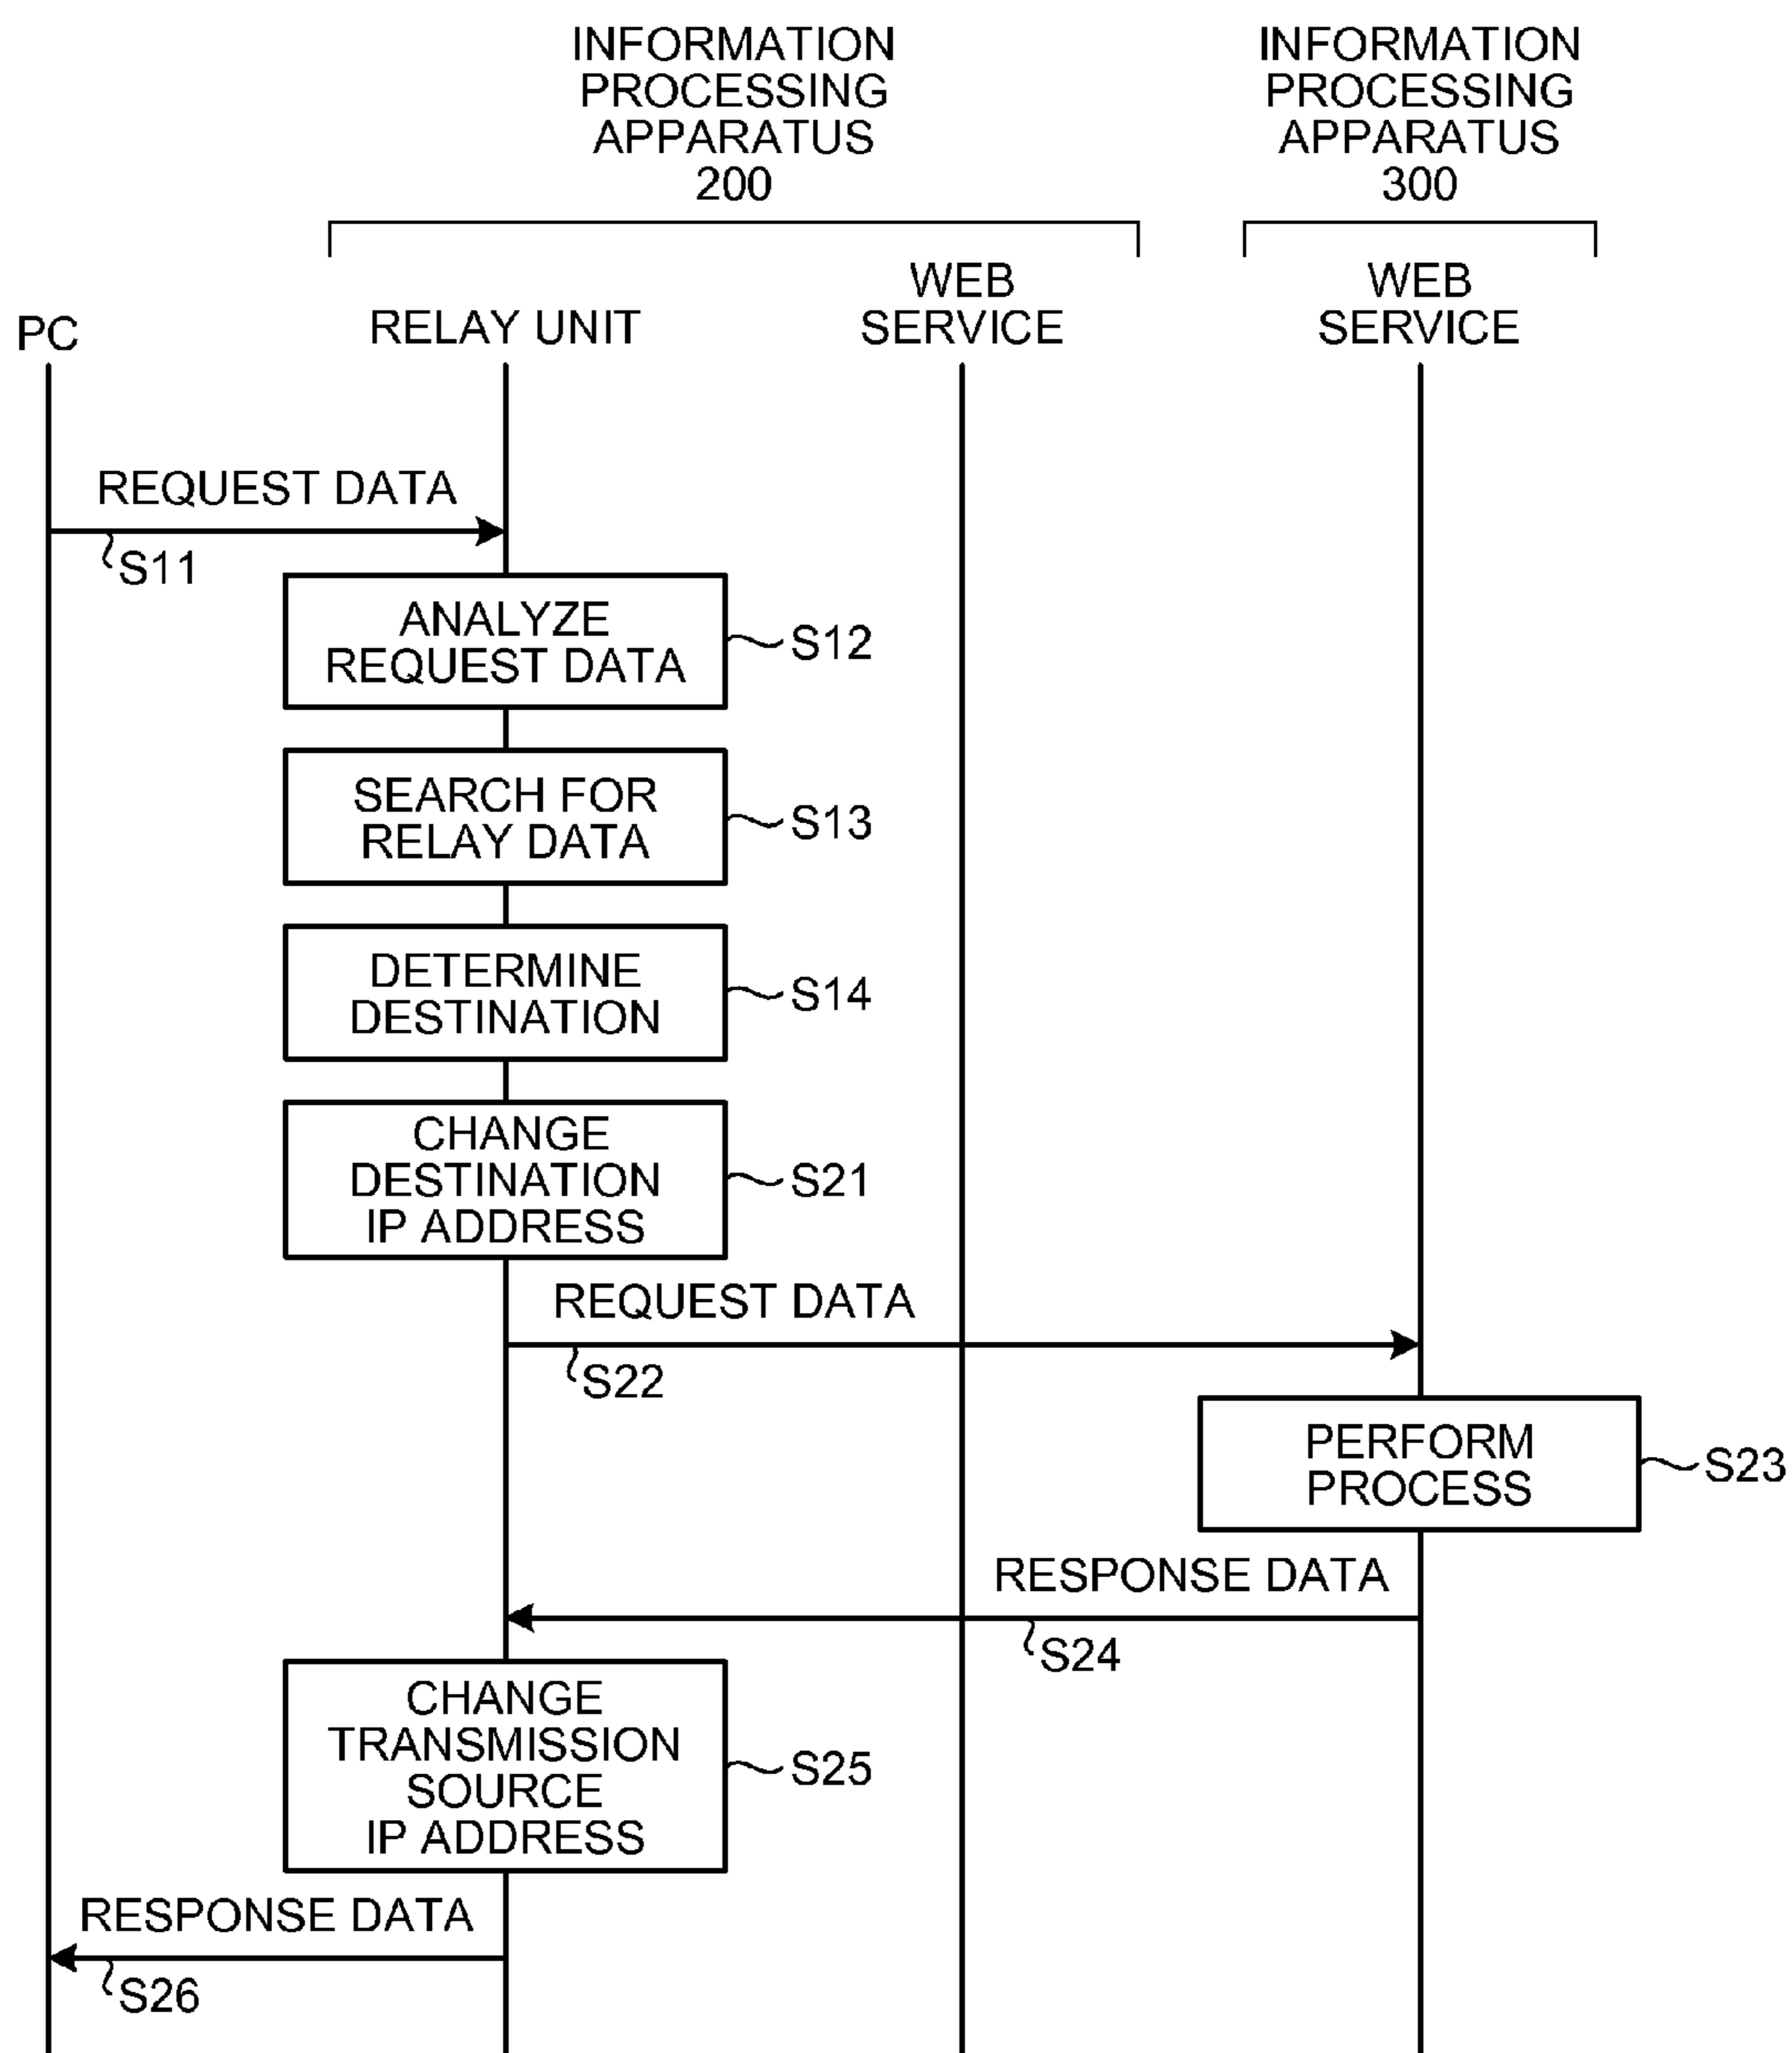 INFORMATION
PROCESSING
APPARATUS
200
INFORMATION
PROCESSING
APPARATUS
300
PC
RELAY UNIT
WEB
SERVICE
WEB
SERVICE
REQUEST DATA
S11
ANALYZE
REQUEST DATA
S12
SEARCH FOR
RELAY DATA
S13
DETERMINE
DESTINATION
S14
CHANGE
DESTINATION
IP ADDRESS
S21
REQUEST DATA
S22
PERFORM
PROCESS
S23
RESPONSE DATA
S24
CHANGE
TRANSMISSION
SOURCE
IP ADDRESS
S25
RESPONSE DATA
S26